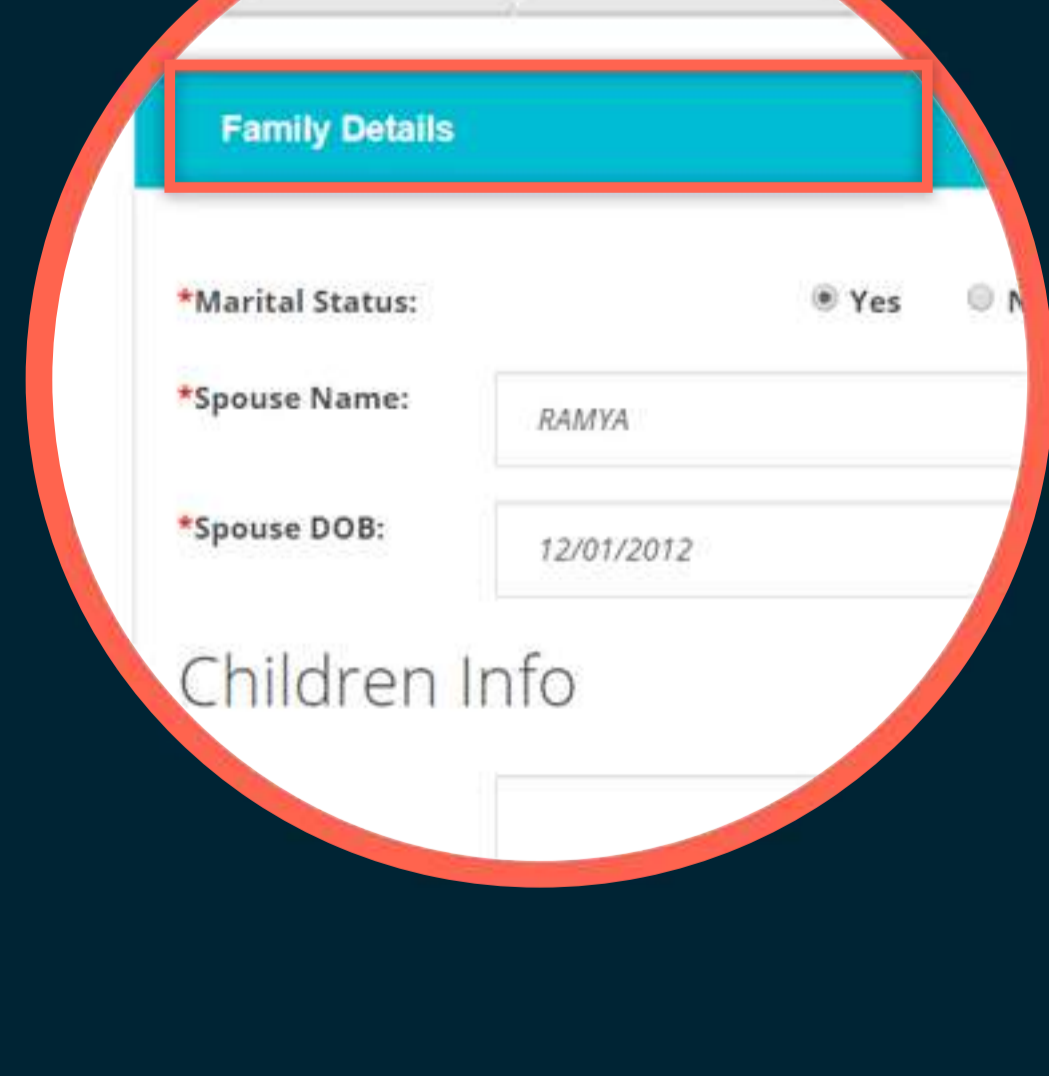 Family Details
*Marital Status: Yes
*Spouse Name: RAMYA
*Spouse DOB: 12/01/2012
Children Info